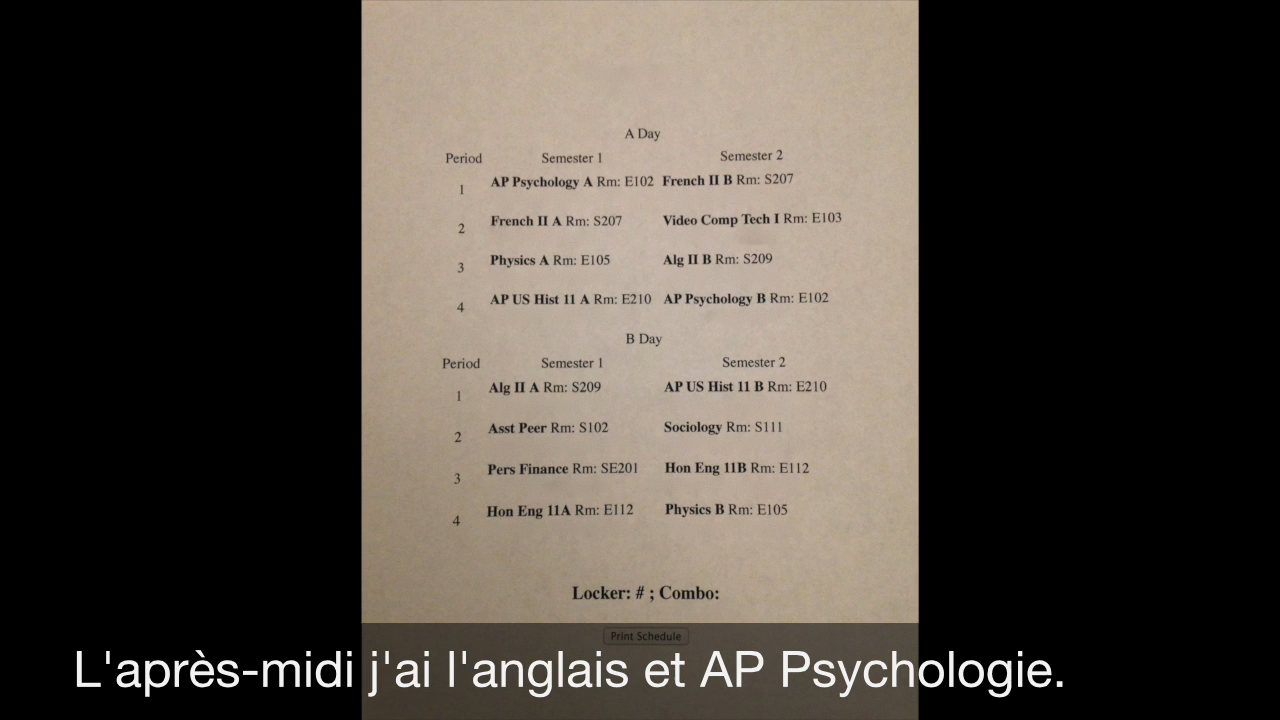 A Day
Period Semester 1 Semester 2
1 AP Psychology A Rm: E102 French II B Rm: S207
2 French II A Rm: S207 Video Comp Tech I Rm: E103
3 Physics A Rm: E105 Alg II B Rm: S209
4 AP US Hist 11 A Rm: E210 AP Psychology B Rm: E102
B Day
Period Semester 1 Semester 2
1 Alg II A Rm: S209 AP US Hist 11 B Rm: E210
2 Asst Peer Rm: S102 Sociology Rm: S111
3 Pers Finance Rm: SE201 Hon Eng 11B Rm: E112
4 Hon Eng 11A Rm: E112 Physics B Rm: E105
Locker: # ; Combo:
Print Schedule
L'après-midi j'ai l'anglais et AP Psychologie.